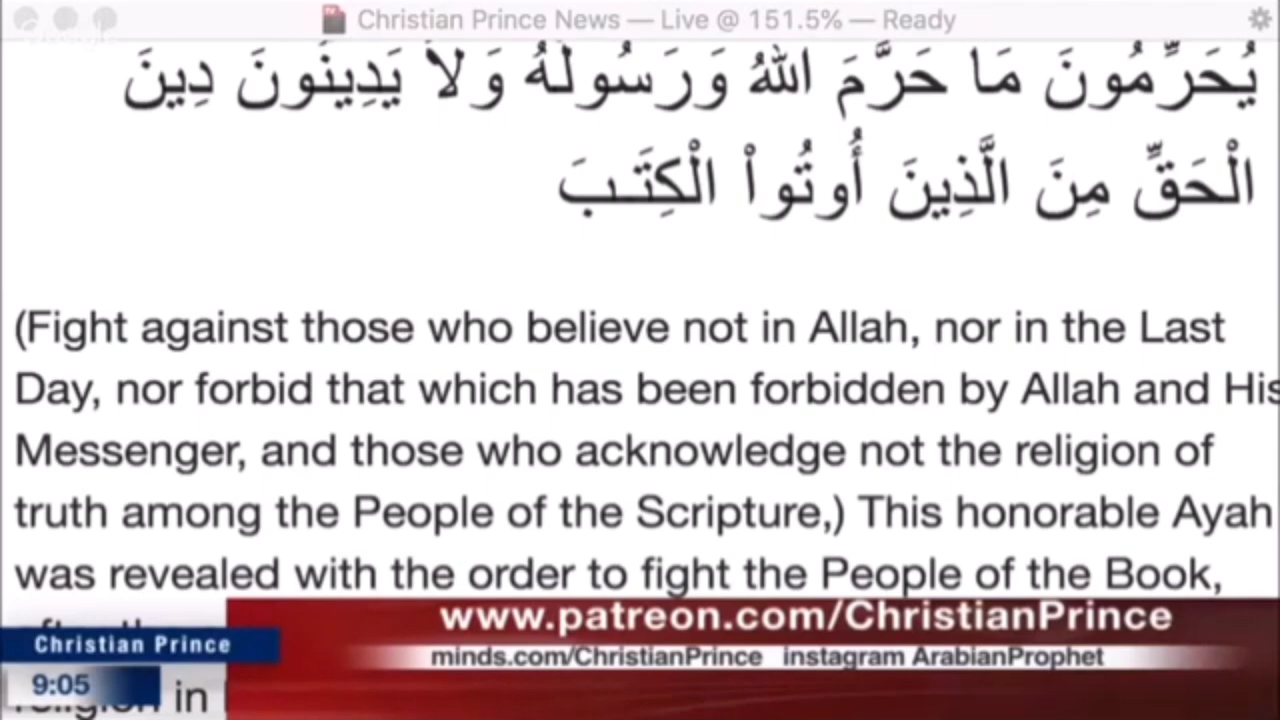 Christian Prince News — Live @ 151.5% — Ready
يُحَرِّمُونَ مَا حَرَّمَ اللَّهُ وَرَسُولُهُ وَلاَ يَدِينُونَ دِينَ
الْحَقِّ مِنَ الَّذِينَ أُوتُواْ الْكِتَـبَ
(Fight against those who believe not in Allah, nor in the Last
Day, nor forbid that which has been forbidden by Allah and His
Messenger, and those who acknowledge not the religion of
truth among the People of the Scripture,) This honorable Ayah
was revealed with the order to fight the People of the Book,
www.patreon.com/ChristianPrince
Christian Prince
minds.com/ChristianPrince instagram ArabianProphet
9:05
religion in